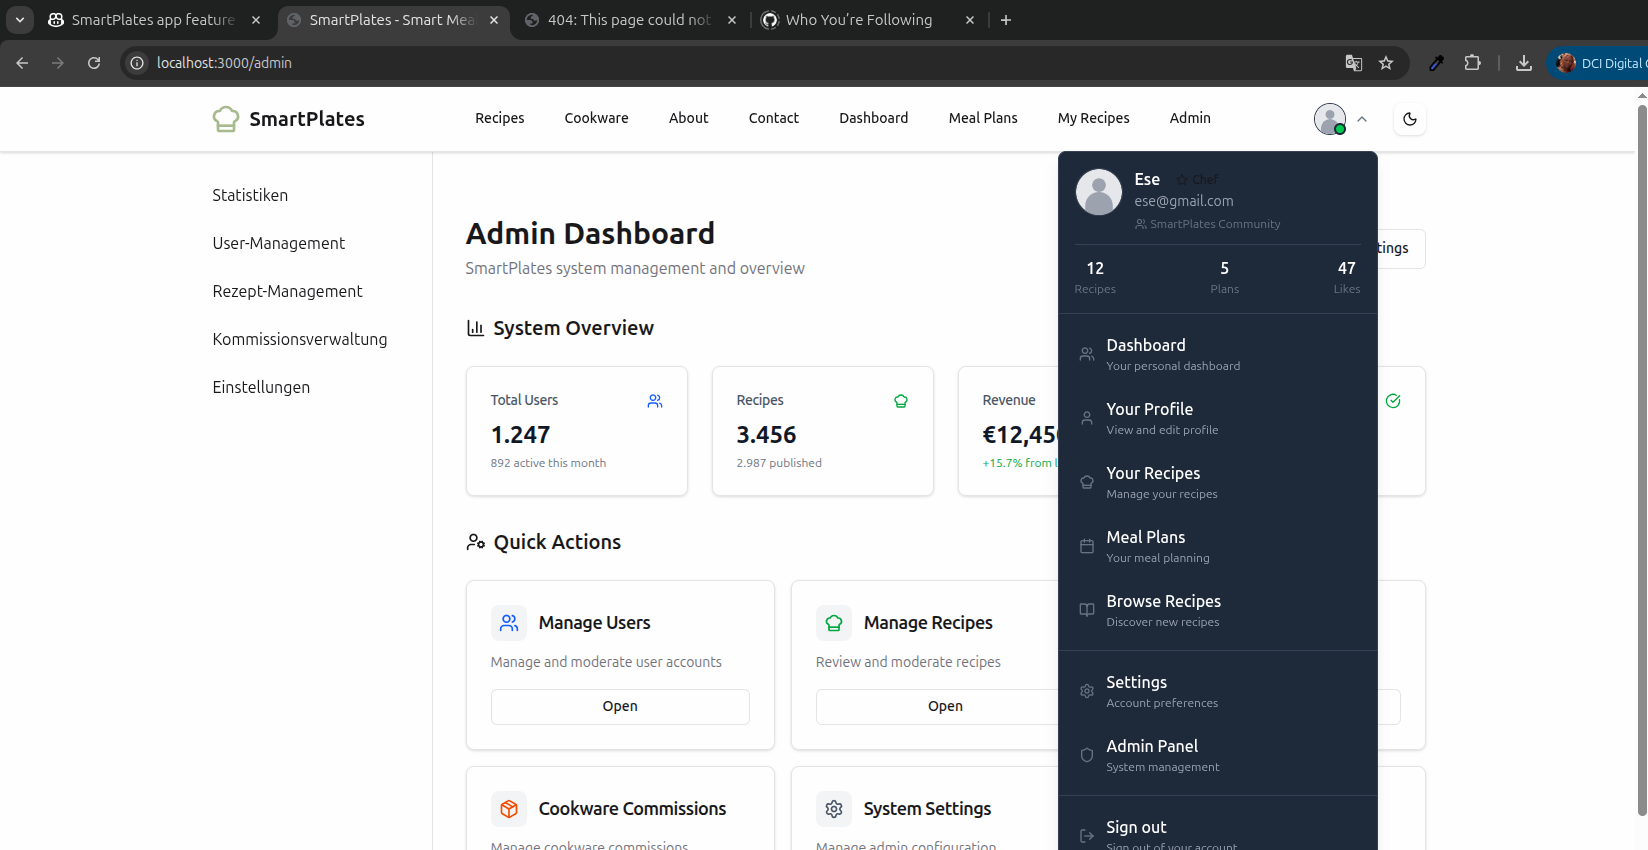 SmartPlates app feature
SmartPlates - Smart Mea
404: This page could not
Who You're Following
localhost:3000/admin
DCI Digital
SmartPlates
Recipes
Cookware
About
Contact
Dashboard
Meal Plans
My Recipes
Admin
Statistiken
User-Management
Rezept-Management
Kommissionsverwaltung
Einstellungen
Admin Dashboard
SmartPlates system management and overview
tings
System Overview
Total Users
1.247
892 active this month
Recipes
3.456
2.987 published
Revenue
€12,456
+15.7% from l
Quick Actions
Manage Users
Manage and moderate user accounts
Open
Manage Recipes
Review and moderate recipes
Open
Cookware Commissions
Manage cookware commissions
System Settings
Manage admin configuration
Ese
Chef
ese@gmail.com
SmartPlates Community
12
Recipes
5
Plans
47
Likes
Dashboard
Your personal dashboard
Your Profile
View and edit profile
Your Recipes
Manage your recipes
Meal Plans
Your meal planning
Browse Recipes
Discover new recipes
Settings
Account preferences
Admin Panel
System management
Sign out
Sign out of your account